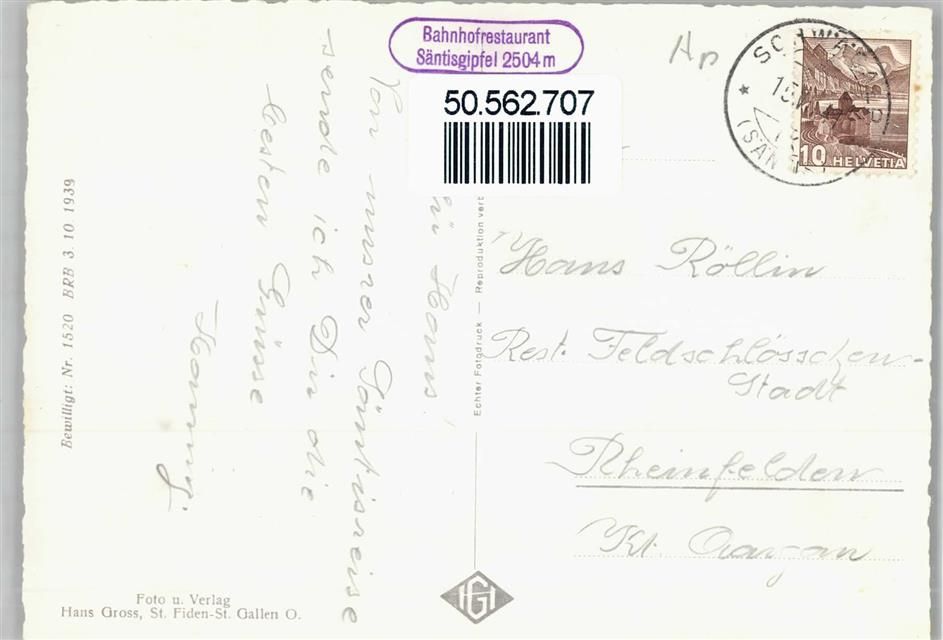 Bahnhofrestaurant
Säntisgipfel 2504 m
50.562.707
10 HELVETIA
Hans Röllin
Rest. Feldschlösschen-
Stadt
Rheinfelden
Kt. Aargau
Hanns!
Von unserer Säntisreise
sende ich Dir die
besten Grüsse
Echter Fotodruck — Reproduktion verb
Bewilligt: Nr. 1520 BRB 3. 10. 1939
Foto u. Verlag
Hans Gross, St. Fiden-St. Gallen O.